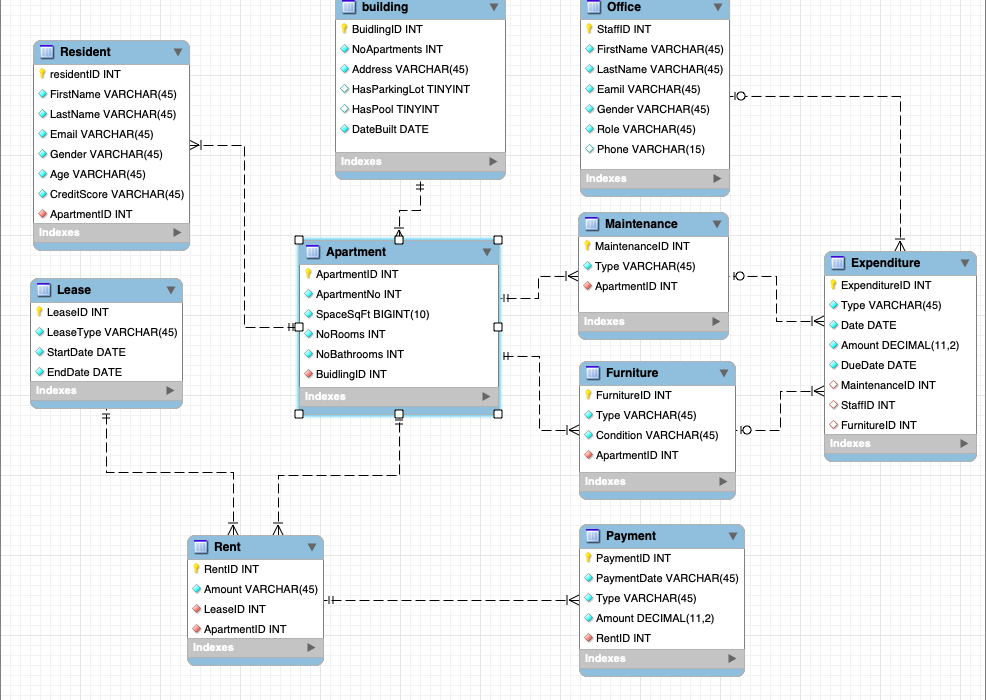 building
BuidlingID INT
NoApartments INT
Address VARCHAR(45)
HasParkingLot TINYINT
HasPool TINYINT
DateBuilt DATE
Indexes
Office
StaffID INT
FirstName VARCHAR(45)
LastName VARCHAR(45)
Eamil VARCHAR(45)
Gender VARCHAR(45)
Role VARCHAR(45)
Phone VARCHAR(15)
Indexes
Resident
residentID INT
FirstName VARCHAR(45)
LastName VARCHAR(45)
Email VARCHAR(45)
Gender VARCHAR(45)
Age VARCHAR(45)
CreditScore VARCHAR(45)
ApartmentID INT
Indexes
Maintenance
MaintenanceID INT
Type VARCHAR(45)
ApartmentID INT
Indexes
Apartment
ApartmentID INT
ApartmentNo INT
SpaceSqFt BIGINT(10)
NoRooms INT
NoBathrooms INT
BuidlingID INT
Indexes
Expenditure
ExpenditureID INT
Type VARCHAR(45)
Date DATE
Amount DECIMAL(11,2)
DueDate DATE
MaintenanceID INT
StaffID INT
FurnitureID INT
Indexes
Lease
LeaseID INT
LeaseType VARCHAR(45)
StartDate DATE
EndDate DATE
Indexes
Furniture
FurnitureID INT
Type VARCHAR(45)
Condition VARCHAR(45)
ApartmentID INT
Indexes
Rent
RentID INT
Amount VARCHAR(45)
LeaseID INT
ApartmentID INT
Indexes
Payment
PaymentID INT
PaymentDate VARCHAR(45)
Type VARCHAR(45)
Amount DECIMAL(11,2)
RentID INT
Indexes